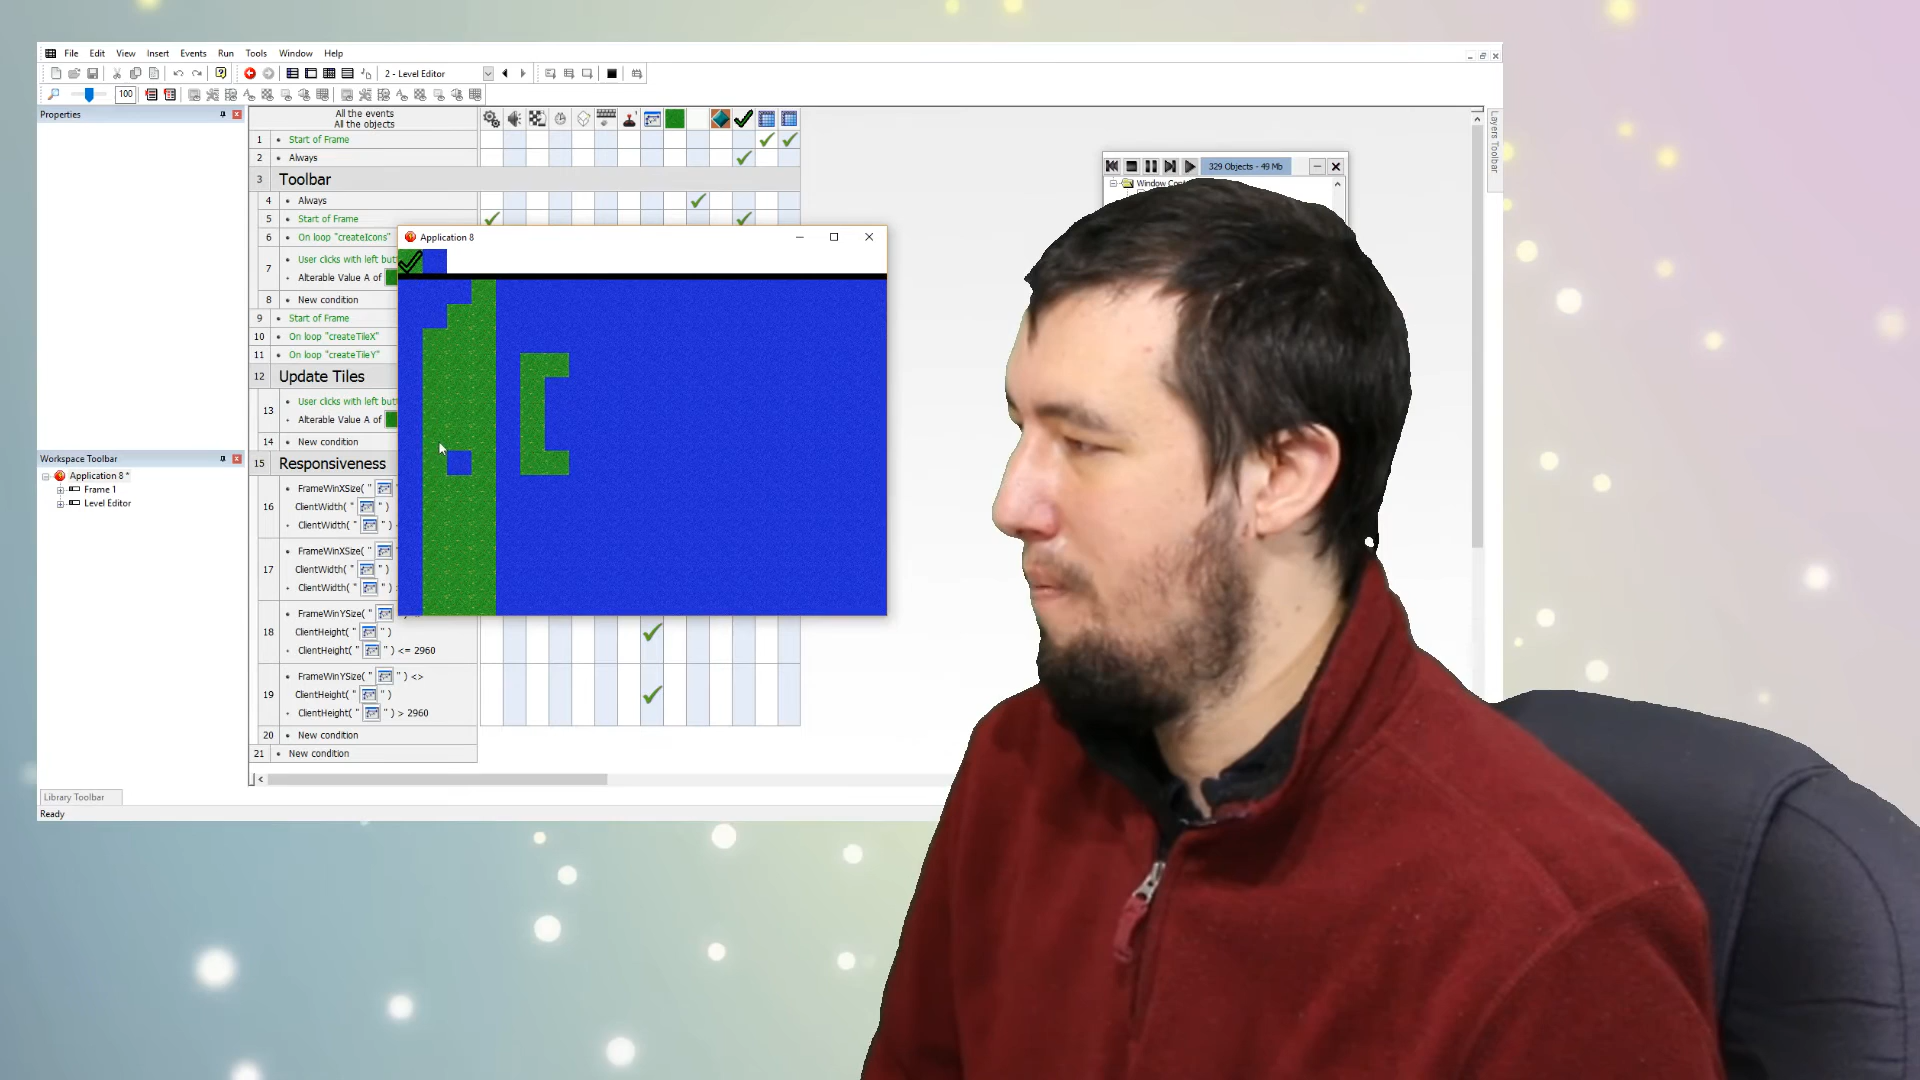 File Edit View Insert Events Run Tools Window Help
2 - Level Editor
100
Properties
All the events
All the objects
1 Start of Frame
2 Always
3 Toolbar
4 Always
5 Start of Frame
6 On loop "createIcons"
7 User clicks with left but
Alterable Value A of
8 New condition
9 Start of Frame
10 On loop "createTileX"
11 On loop "createTileY"
12 Update Tiles
13 User clicks with left but
Alterable Value A of
14 New condition
15 Responsiveness
16 FrameWinXSize( "
ClientWidth( " " )
ClientWidth( " " )
17 FrameWinXSize( "
ClientWidth( " " )
ClientWidth( " " )
18 FrameWinYSize( "
ClientHeight( " " )
ClientHeight( " " ) <= 2960
19 FrameWinYSize( " " ) <>
ClientHeight( " " )
ClientHeight( " " ) > 2960
20 New condition
21 New condition
Application 8
329 Objects - 49 Mb
Layers Toolbar
Workspace Toolbar
Application 8 *
Frame 1
Level Editor
Library Toolbar
Ready